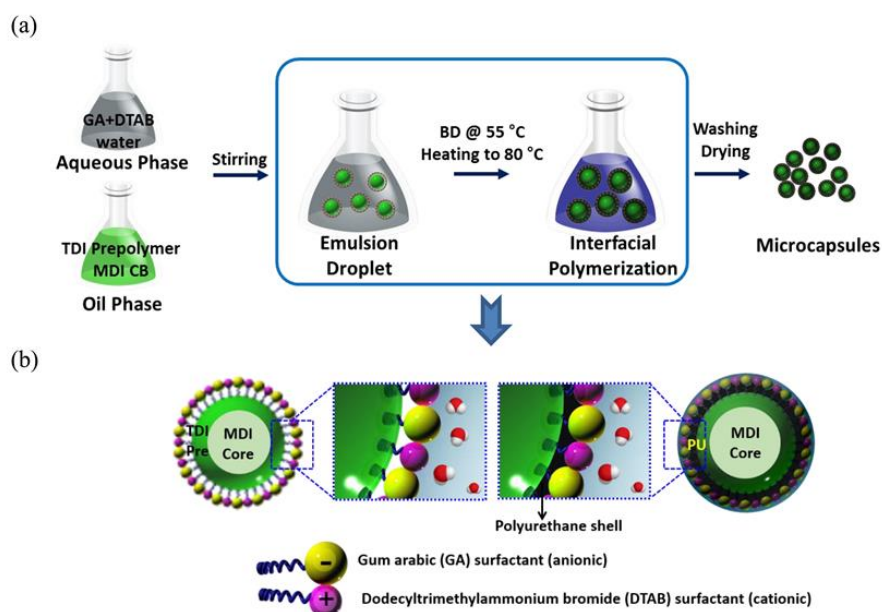 (a)
GA+DTAB
water
Aqueous Phase
TDI Prepolymer
MDI CB
Oil Phase
Stirring
Emulsion
Droplet
BD @ 55 °C
Heating to 80 °C
Interfacial
Polymerization
Washing
Drying
Microcapsules
(b)
TDI
Pre
MDI
Core
Polyurethane shell
PU
MDI
Core
- Gum arabic (GA) surfactant (anionic)
+ Dodecyltrimethylammonium bromide (DTAB) surfactant (cationic)